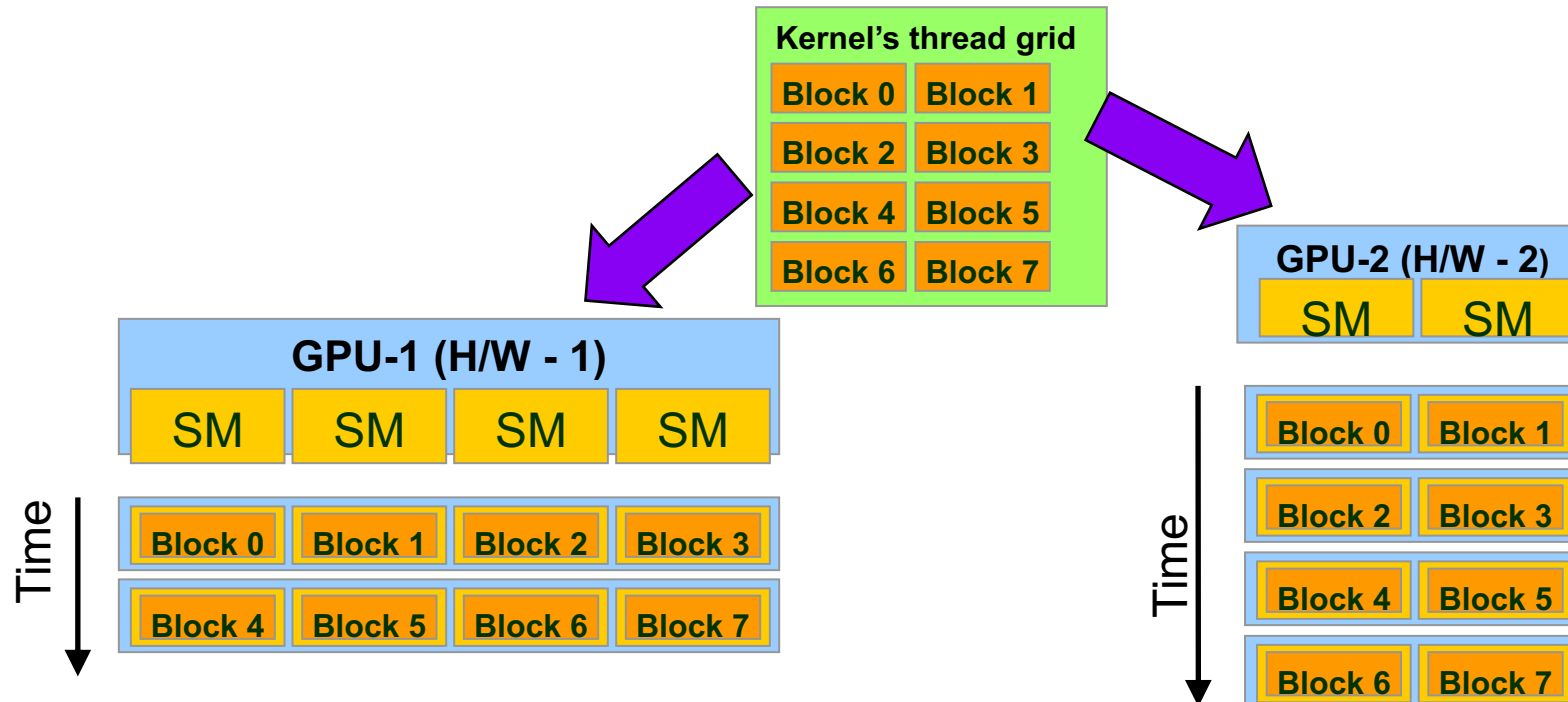 Kernel's thread grid
Block 0 Block 1
Block 2 Block 3
Block 4 Block 5
Block 6 Block 7
GPU-1 (H/W - 1)
SM SM SM SM
Time
Block 0 Block 1 Block 2 Block 3
Block 4 Block 5 Block 6 Block 7
GPU-2 (H/W - 2)
SM SM
Time
Block 0 Block 1
Block 2 Block 3
Block 4 Block 5
Block 6 Block 7